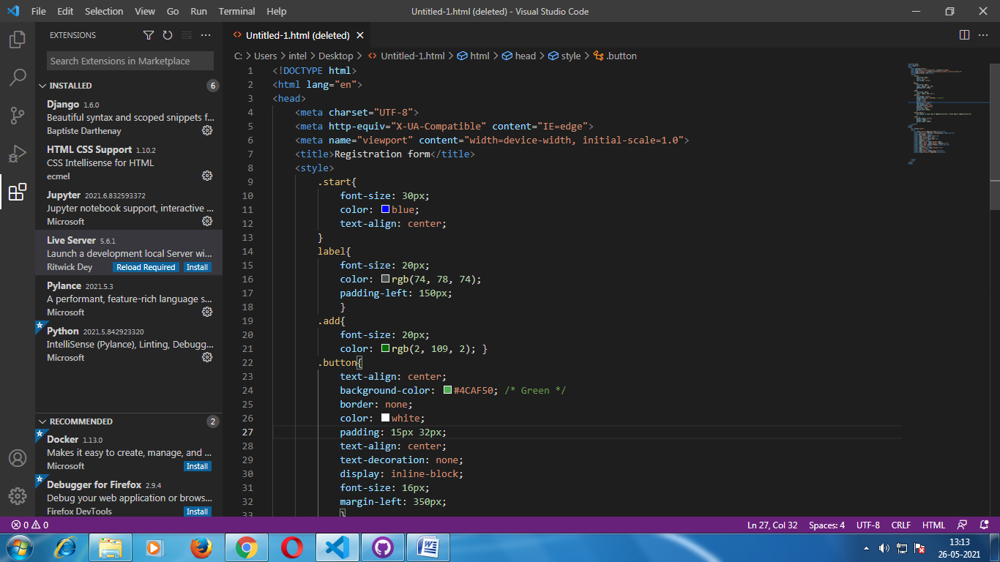 File Edit Selection View Go Run Terminal Help
Untitled-1.html (deleted) - Visual Studio Code
EXTENSIONS
Search Extensions in Marketplace
INSTALLED 6
Django 1.6.0
Beautiful syntax and scoped snippets f...
Baptiste Darthenay
HTML CSS Support 1.10.2
CSS Intellisense for HTML
ecmel
Jupyter 2021.6.832593372
Jupyter notebook support, interactive ...
Microsoft
Live Server 5.6.1
Launch a development local Server wi...
Ritwick Dey Reload Required Install
Pylance 2021.5.3
A performant, feature-rich language s...
Microsoft
Python 2021.5.842923320
IntelliSense (Pylance), Linting, Debugg...
Microsoft
RECOMMENDED 2
Docker 1.13.0
Makes it easy to create, manage, and ...
Microsoft Install
Debugger for Firefox 2.9.4
Debug your web application or brows...
Firefox DevTools Install
Untitled-1.html (deleted)
C: > Users > intel > Desktop > Untitled-1.html > html > head > style > .button
1 <!DOCTYPE html>
2 <html lang="en">
3 <head>
4 <meta charset="UTF-8">
5 <meta http-equiv="X-UA-Compatible" content="IE=edge">
6 <meta name="viewport" content="width=device-width, initial-scale=1.0">
7 <title>Registration form</title>
8 <style>
9 .start{
10 font-size: 30px;
11 color: blue;
12 text-align: center;
13 }
14 label{
15 font-size: 20px;
16 color: rgb(74, 78, 74);
17 padding-left: 150px;
18 }
19 .add{
20 font-size: 20px;
21 color: rgb(2, 109, 2); }
22 .button{
23 text-align: center;
24 background-color: #4CAF50; /* Green */
25 border: none;
26 color: white;
27 padding: 15px 32px;
28 text-align: center;
29 text-decoration: none;
30 display: inline-block;
31 font-size: 16px;
32 margin-left: 350px;
33 }
0 0
Ln 27, Col 32 Spaces: 4 UTF-8 CRLF HTML
13:13
26-05-2021